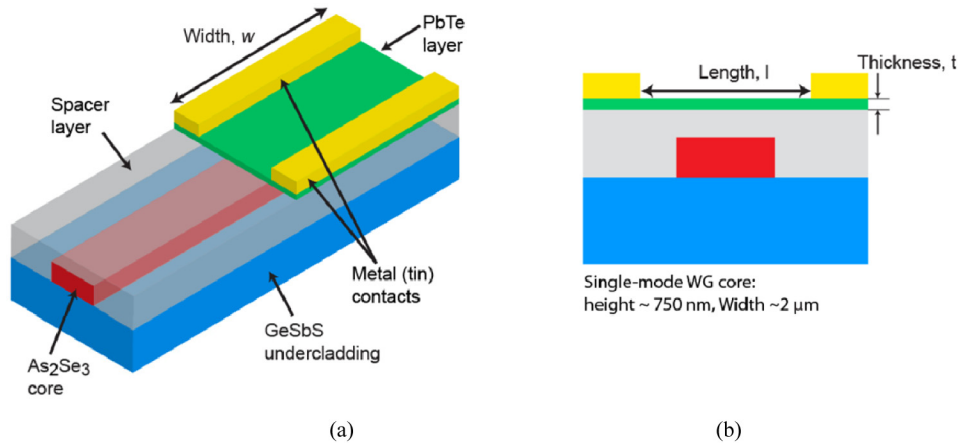 Width, w
PbTe
layer
Spacer
layer
Metal (tin)
contacts
GeSbS
undercladding
As2Se3
core
(a)
Length, l
Thickness, t
Single-mode WG core:
height ~ 750 nm, Width ~2 μm
(b)